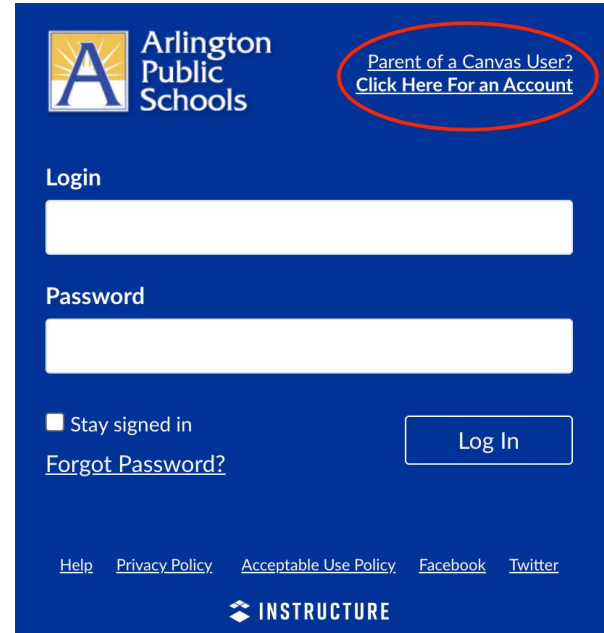 Arlington
Public
Schools
Parent of a Canvas User?
Click Here For an Account
Login
Password
Stay signed in
Forgot Password?
Log In
Help Privacy Policy Acceptable Use Policy Facebook Twitter
INSTRUCTURE